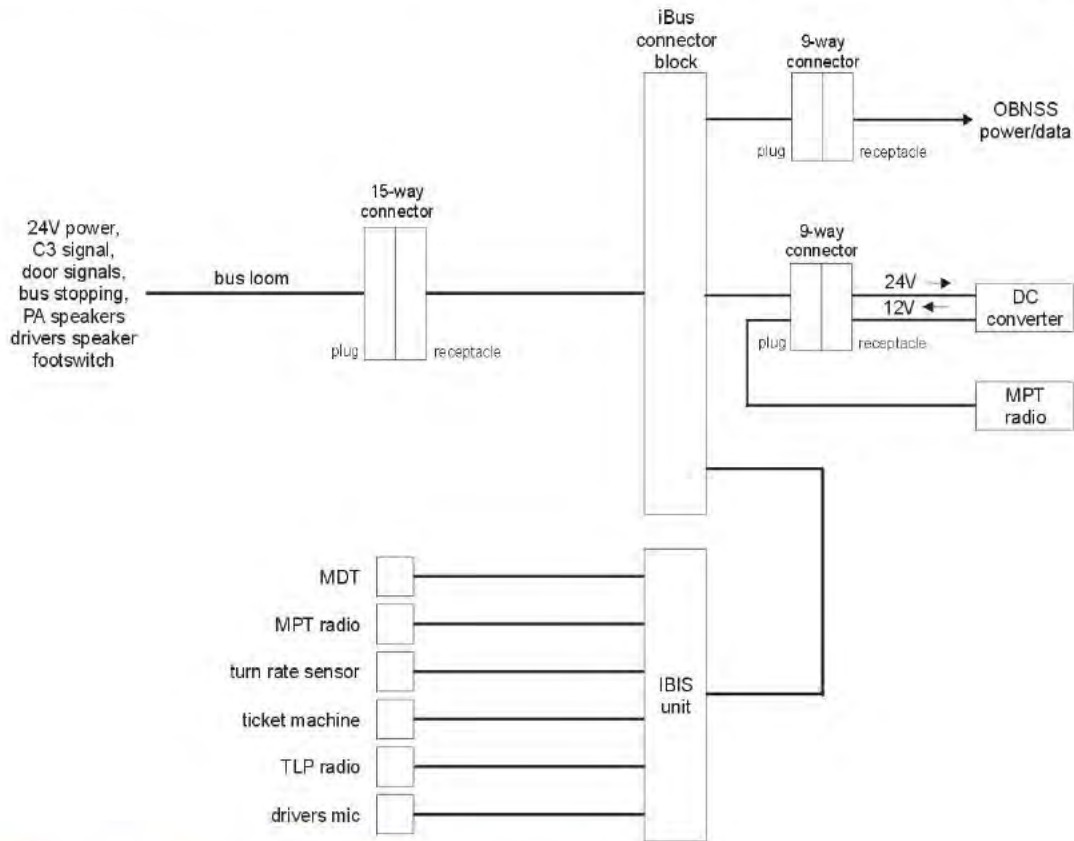 iBus
connector
block
9-way
connector
OBNSS
power/data
plug
receptacle
15-way
connector
24V power,
C3 signal,
door signals,
bus stopping,
PA speakers
drivers speaker
footswitch
bus loom
plug
receptacle
9-way
connector
24V
12V
DC
converter
plug
receptacle
MPT
radio
MDT
MPT radio
turn rate sensor
ticket machine
TLP radio
drivers mic
IBIS
unit